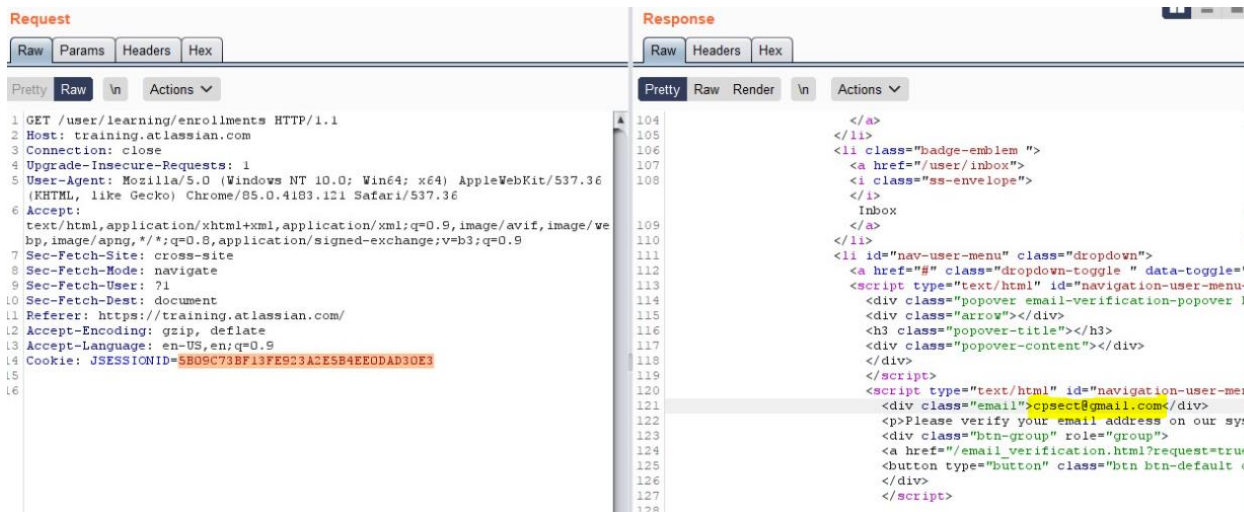 Request
Raw Params Headers Hex
Pretty Raw \n Actions
1 GET /user/learning/enrollments HTTP/1.1
2 Host: training.atlassian.com
3 Connection: close
4 Upgrade-Insecure-Requests: 1
5 User-Agent: Mozilla/5.0 (Windows NT 10.0; Win64; x64) AppleWebKit/537.36
(KHTML, like Gecko) Chrome/85.0.4183.121 Safari/537.36
6 Accept:
text/html,application/xhtml+xml,application/xml;q=0.9,image/avif,image/we
bp,image/apng,*/*;q=0.8,application/signed-exchange;v=b3;q=0.9
7 Sec-Fetch-Site: cross-site
8 Sec-Fetch-Mode: navigate
9 Sec-Fetch-User: ?1
10 Sec-Fetch-Dest: document
11 Referer: https://training.atlassian.com/
12 Accept-Encoding: gzip, deflate
13 Accept-Language: en-US,en;q=0.9
14 Cookie: JSESSIONID=5B09C73BF13FE923A2E5B4EE0DAD30E3
15
16
Response
Raw Headers Hex
Pretty Raw Render \n Actions
104 </a>
105 </li>
106 <li class="badge-emblem ">
107 <a href="/user/inbox">
108 <i class="ss-envelope">
</i>
Inbox
109 </a>
110 </li>
111 <li id="nav-user-menu" class="dropdown">
112 <a href="#" class="dropdown-toggle " data-toggle="
113 <script type="text/html" id="navigation-user-menu-
114 <div class="popover email-verification-popover
115 <div class="arrow"></div>
116 <h3 class="popover-title"></h3>
117 <div class="popover-content"></div>
118 </div>
119 </script>
120 <script type="text/html" id="navigation-user-me
121 <div class="email">cpsect@gmail.com</div>
122 <p>Please verify your email address on our sys
123 <div class="btn-group" role="group">
124 <a href="/email_verification.html?request=true
125 <button type="button" class="btn btn-default
126 </div>
127 </script>
128